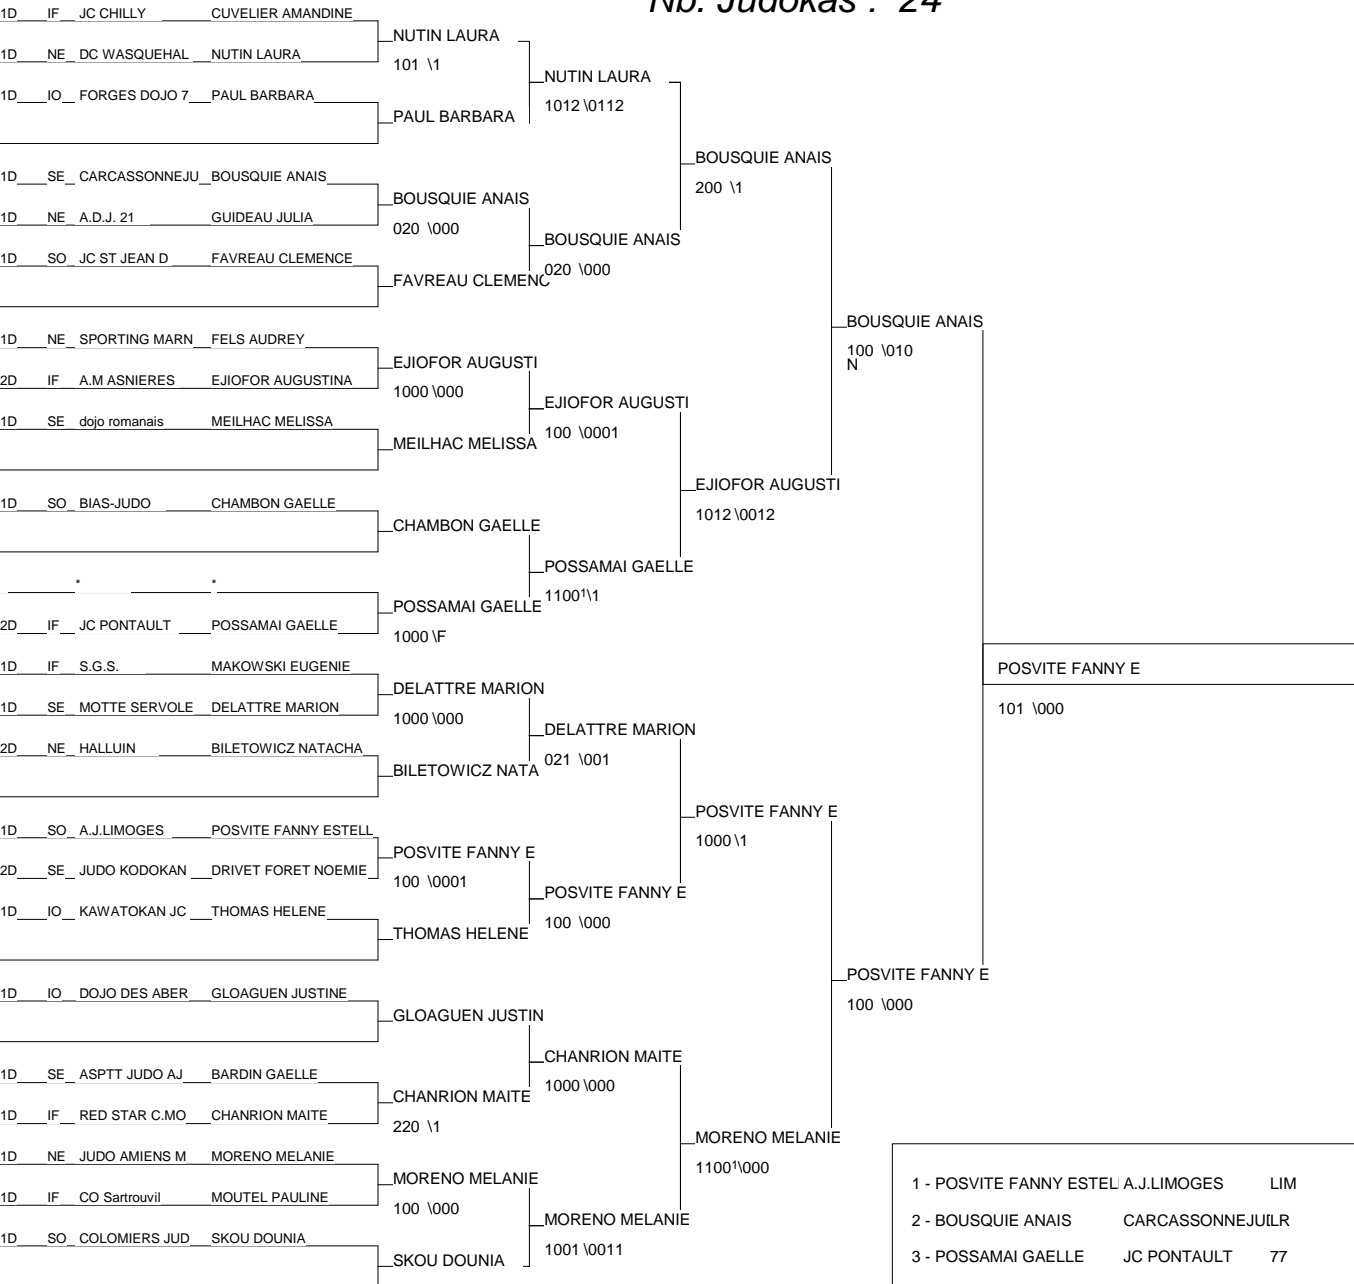 Nb. Judokas : 24
1D IF JC CHILLY CUVELIER AMANDINE
NUTIN LAURA
1D NE DC WASQUEHAL NUTIN LAURA
101 \1
NUTIN LAURA
1D IO FORGES DOJO 7 PAUL BARBARA
1012 \0112
PAUL BARBARA
BOUSQUIE ANAIS
1D SE CARCASSONNEJU BOUSQUIE ANAIS
200 \1
BOUSQUIE ANAIS
1D NE A.D.J. 21 GUIDEAU JULIA
020 \000
BOUSQUIE ANAIS
1D SO JC ST JEAN D FAVREAU CLEMENCE
020 \000
FAVREAU CLEMENC
BOUSQUIE ANAIS
1D NE SPORTING MARN FELS AUDREY
100 \010
N
EJIOFOR AUGUSTI
2D IF A.M ASNIERES EJIOFOR AUGUSTINA
1000 \000
EJIOFOR AUGUSTI
1D SE dojo romanais MEILHAC MELISSA
100 \0001
MEILHAC MELISSA
EJIOFOR AUGUSTI
1D SO BIAS-JUDO CHAMBON GAELLE
1012 \0012
CHAMBON GAELLE
POSSAMAI GAELLE
* *
1100¹\1
POSSAMAI GAELLE
2D IF JC PONTAULT POSSAMAI GAELLE
1000 \F
1D IF S.G.S. MAKOWSKI EUGENIE
POSVITE FANNY E
DELATTRE MARION
1D SE MOTTE SERVOLE DELATTRE MARION
101 \000
1000 \000
DELATTRE MARION
2D NE HALLUIN BILETOWICZ NATACHA
021 \001
BILETOWICZ NATA
POSVITE FANNY E
1D SO A.J.LIMOGES POSVITE FANNY ESTELL
1000 \1
POSVITE FANNY E
2D SE JUDO KODOKAN DRIVET FORET NOEMIE
100 \0001
POSVITE FANNY E
1D IO KAWATOKAN JC THOMAS HELENE
100 \000
THOMAS HELENE
POSVITE FANNY E
1D IO DOJO DES ABER GLOAGUEN JUSTINE
100 \000
GLOAGUEN JUSTIN
CHANRION MAITE
1D SE ASPTT JUDO AJ BARDIN GAELLE
1000 \000
CHANRION MAITE
1D IF RED STAR C.MO CHANRION MAITE
220 \1
MORENO MELANIE
1D NE JUDO AMIENS M MORENO MELANIE
1100¹\000
MORENO MELANIE
1D IF CO Sartrouvil MOUTEL PAULINE
100 \000
MORENO MELANIE
1D SO COLOMIERS JUD SKOU DOUNIA
1001 \0011
SKOU DOUNIA
1 - POSVITE FANNY ESTEL A.J.LIMOGES LIM
2 - BOUSQUIE ANAIS CARCASSONNEJU LR
3 - POSSAMAI GAELLE JC PONTAULT 77